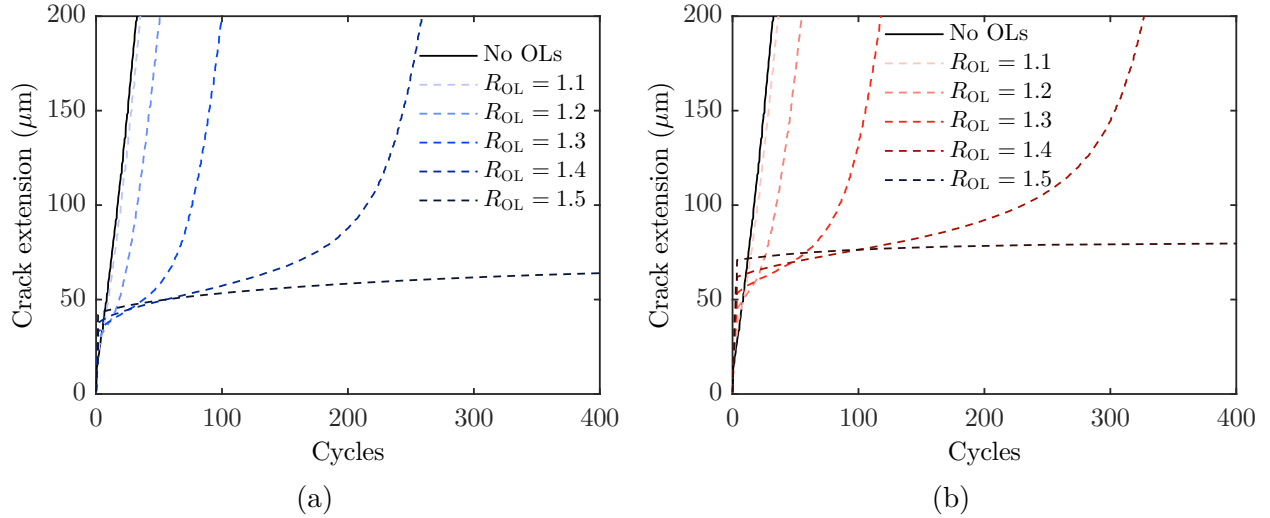 200
150
100
50
0
Crack extension (μm)
0 100 200 300 400
Cycles
No OLs
R_OL = 1.1
R_OL = 1.2
R_OL = 1.3
R_OL = 1.4
R_OL = 1.5
(a)
200
150
100
50
0
Crack extension (μm)
0 100 200 300 400
Cycles
No OLs
R_OL = 1.1
R_OL = 1.2
R_OL = 1.3
R_OL = 1.4
R_OL = 1.5
(b)